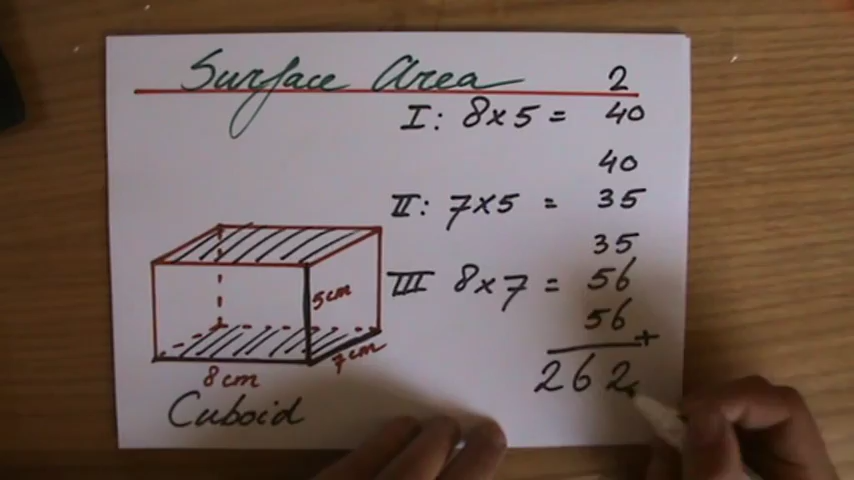 Surface Area
2
I: 8x5 = 40
40
II: 7x5 = 35
35
III 8x7 = 56
56 +
262
5cm
7cm
8cm
Cuboid